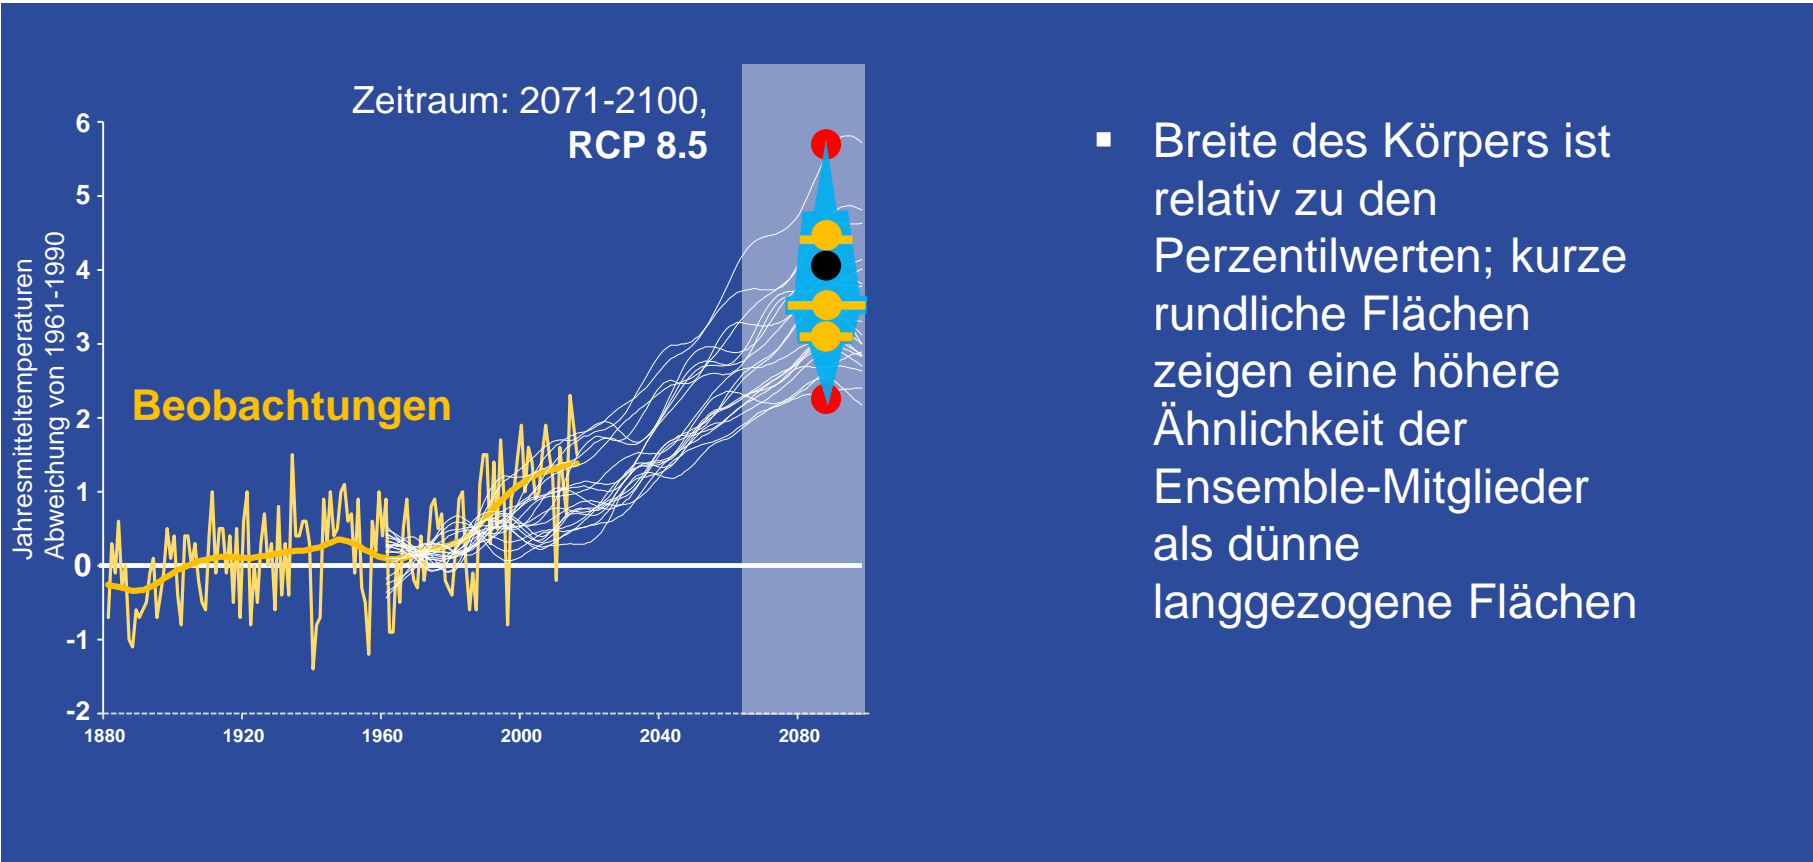 Zeitraum: 2071-2100,
RCP 8.5
Jahresmitteltemperaturen
Abweichung von 1961-1990
6
5
4
3
2
1
0
-1
-2
Beobachtungen
1880
1920
1960
2000
2040
2080
▪ Breite des Körpers ist
relativ zu den
Perzentilwerten; kurze
rundliche Flächen
zeigen eine höhere
Ähnlichkeit der
Ensemble-Mitglieder
als dünne
langgezogene Flächen